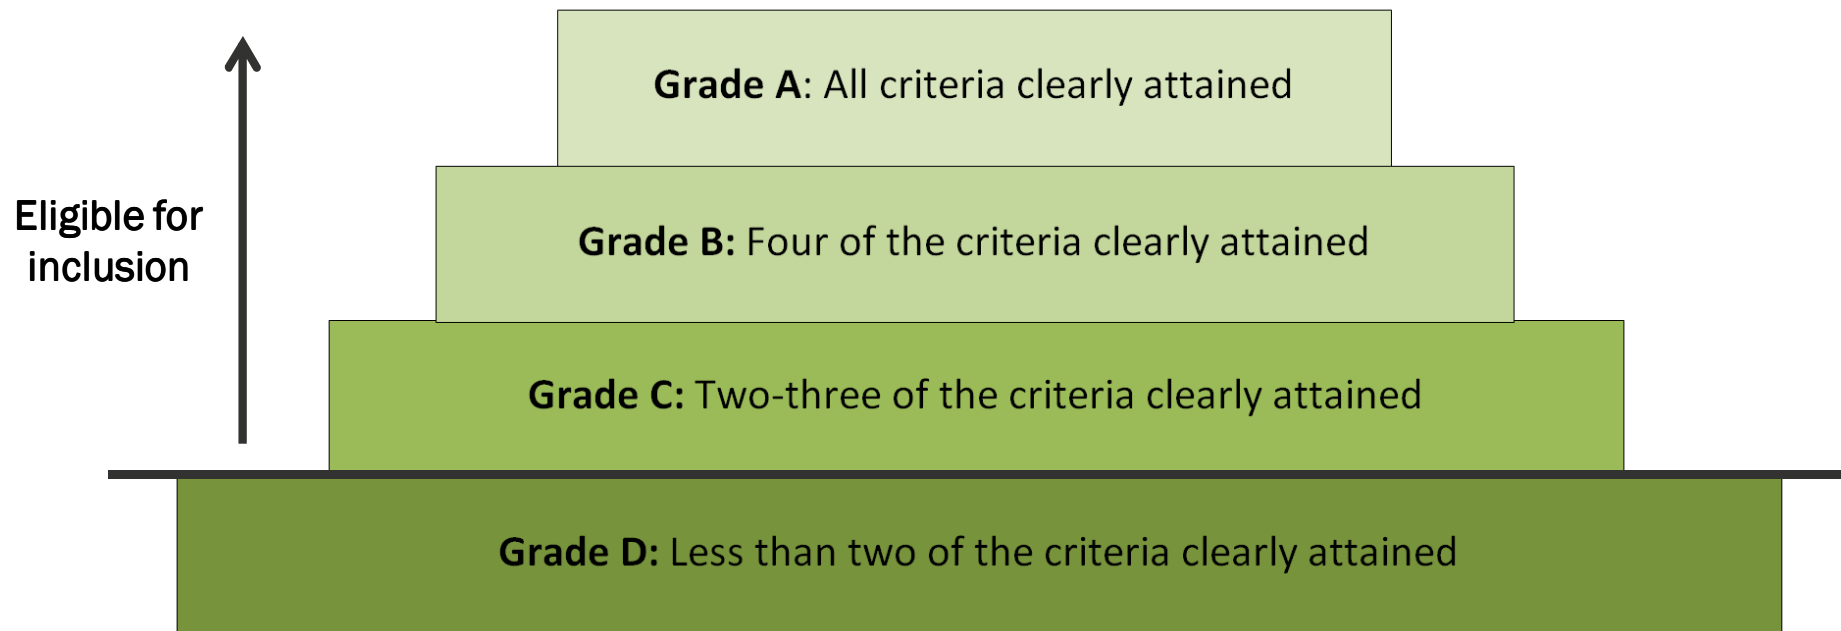 Grade A: All criteria clearly attained
Eligible for
inclusion
Grade B: Four of the criteria clearly attained
Grade C: Two-three of the criteria clearly attained
Grade D: Less than two of the criteria clearly attained